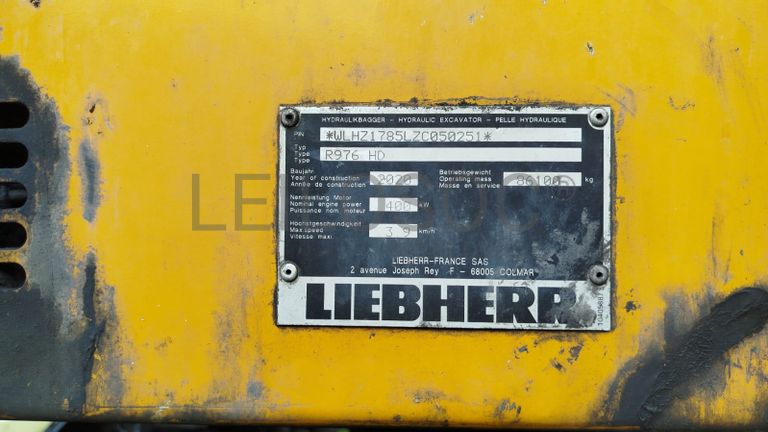 HYDRAULIKBAGGER - HYDRAULIC EXCAVATOR - PELLE HYDRAULIQUE
PIN *WLHZ1785LZC050251*
Typ
Type
Type R976 HD
Baujahr
Year of construction 2020
Année de construction
Betriebsgewicht
Operating mass 86100 kg
Masse en service
Nennleistung Motor
Nominal engine power 400 kW
Puissance nom moteur
Höchstgeschwindigkeit
Max.speed 3.9 km/h
Vitesse maxi.
LIEBHERR-FRANCE SAS
2 avenue Joseph Rey F - 68005 COLMAR
LIEBHERR